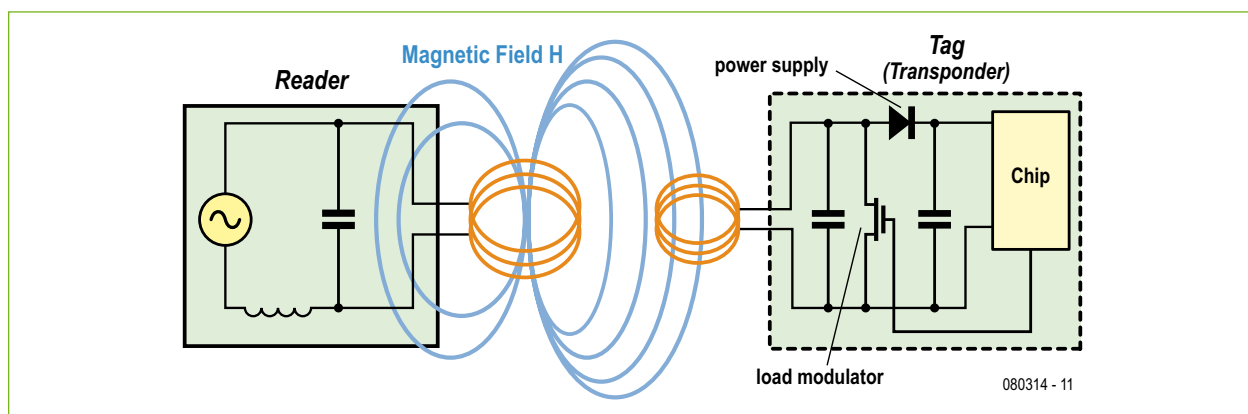 Reader
Magnetic Field H
Tag
(Transponder)
power supply
Chip
load modulator
080314 - 11